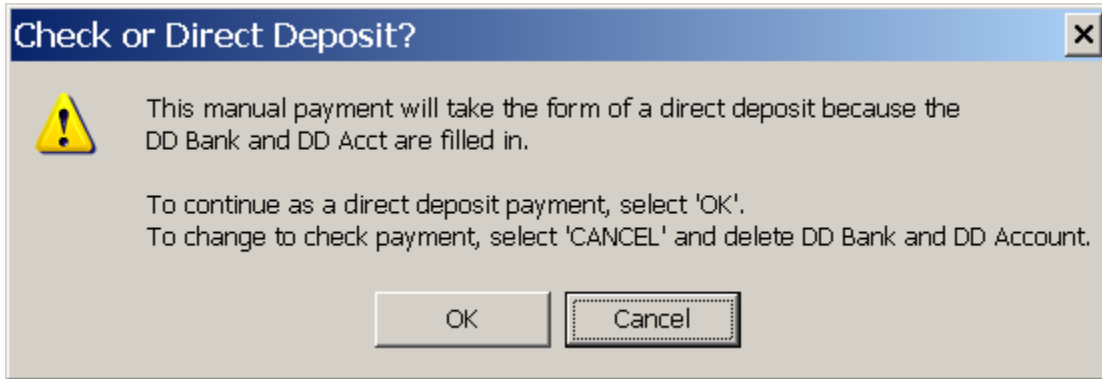 Check or Direct Deposit?
This manual payment will take the form of a direct deposit because the
DD Bank and DD Acct are filled in.
To continue as a direct deposit payment, select 'OK'.
To change to check payment, select 'CANCEL' and delete DD Bank and DD Account.
OK
Cancel